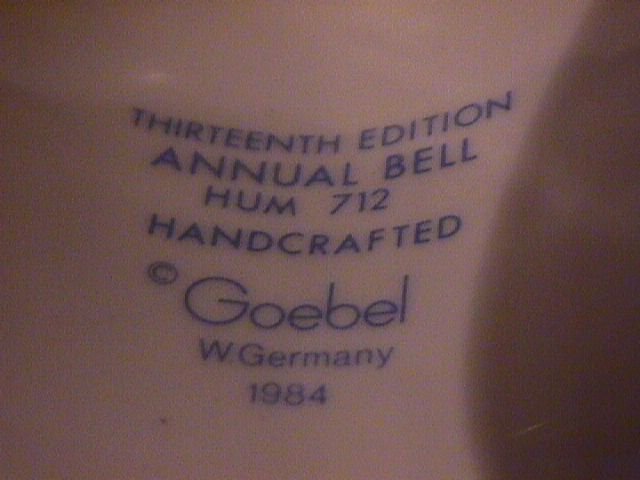 THIRTEENTH EDITION
ANNUAL BELL
HUM 712
HANDCRAFTED
© Goebel
W.Germany
1984